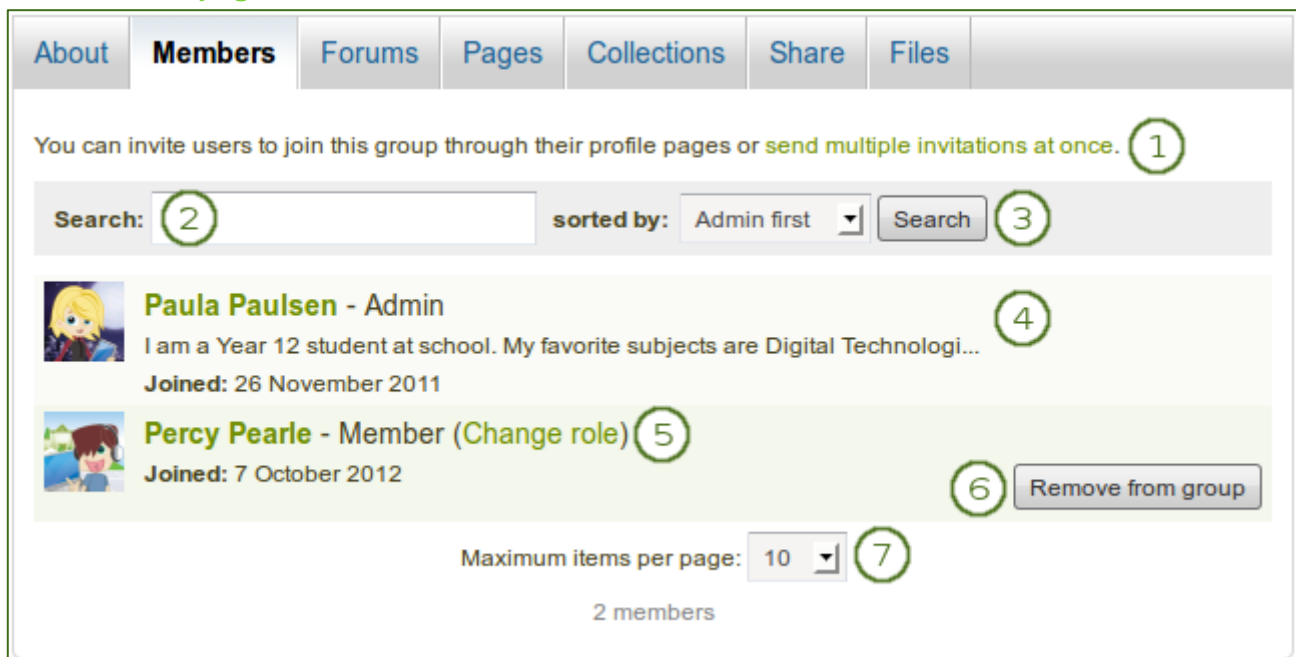 About Members Forums Pages Collections Share Files
You can invite users to join this group through their profile pages or send multiple invitations at once. 1
Search: 2 sorted by: Admin first Search 3
Paula Paulsen - Admin 4
I am a Year 12 student at school. My favorite subjects are Digital Technologi...
Joined: 26 November 2011
Percy Pearle - Member (Change role) 5
Joined: 7 October 2012
6 Remove from group
Maximum items per page: 10 7
2 members